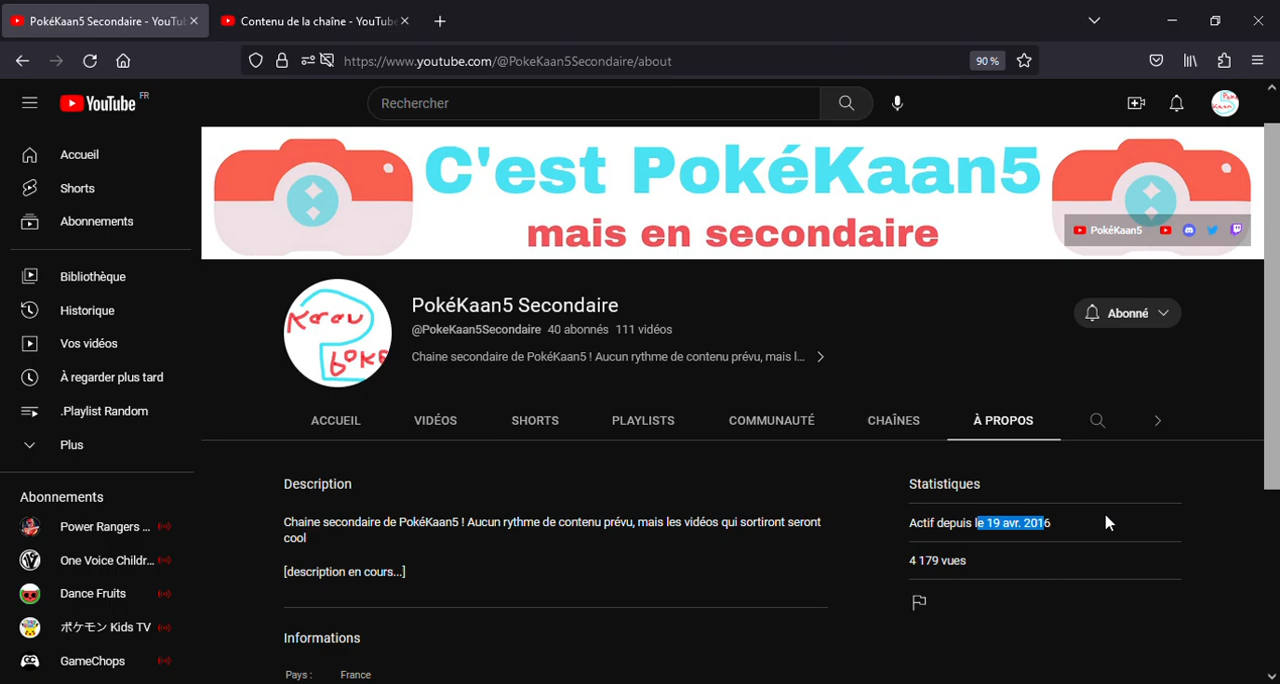 PokéKaan5 Secondaire - YouTu
Contenu de la chaîne - YouTube
https://www.youtube.com/@PokeKaan5Secondaire/about
90 %
YouTube FR
Rechercher
Accueil
Shorts
Abonnements
Bibliothèque
Historique
Vos vidéos
À regarder plus tard
.Playlist Random
Plus
Abonnements
Power Rangers ...
One Voice Childr...
Dance Fruits
ポケモン Kids TV
GameChops
C'est PokéKaan5
mais en secondaire
PokéKaan5
Kaan
POKE
PokéKaan5 Secondaire
@PokeKaan5Secondaire 40 abonnés 111 vidéos
Chaine secondaire de PokéKaan5 ! Aucun rythme de contenu prévu, mais l...
Abonné
ACCUEIL VIDÉOS SHORTS PLAYLISTS COMMUNAUTÉ CHAÎNES À PROPOS
Description
Chaine secondaire de PokéKaan5 ! Aucun rythme de contenu prévu, mais les vidéos qui sortiront seront
cool
[description en cours...]
Informations
Pays : France
Statistiques
Actif depuis le 19 avr. 2016
4 179 vues